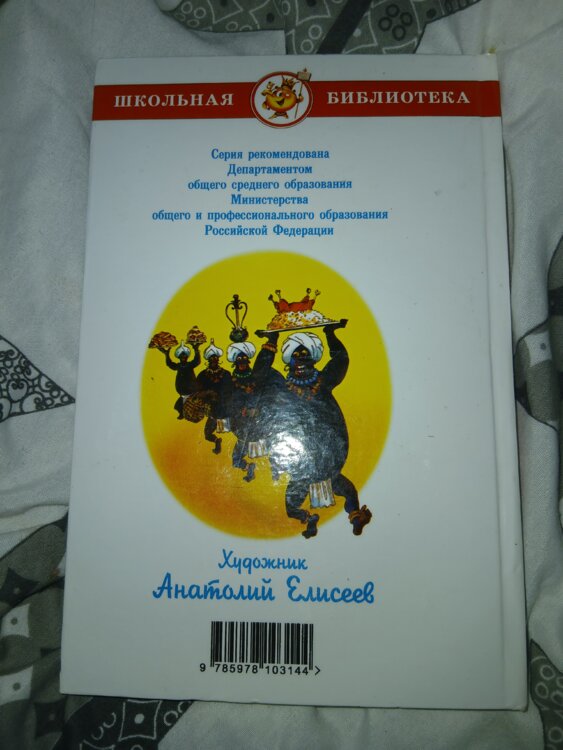 ШКОЛЬНАЯ БИБЛИОТЕКА
Серия рекомендована
Департаментом
общего среднего образования
Министерства
общего и профессионального образования
Российской Федерации
Художник
Анатолий Елисеев
9 785978 103144 >